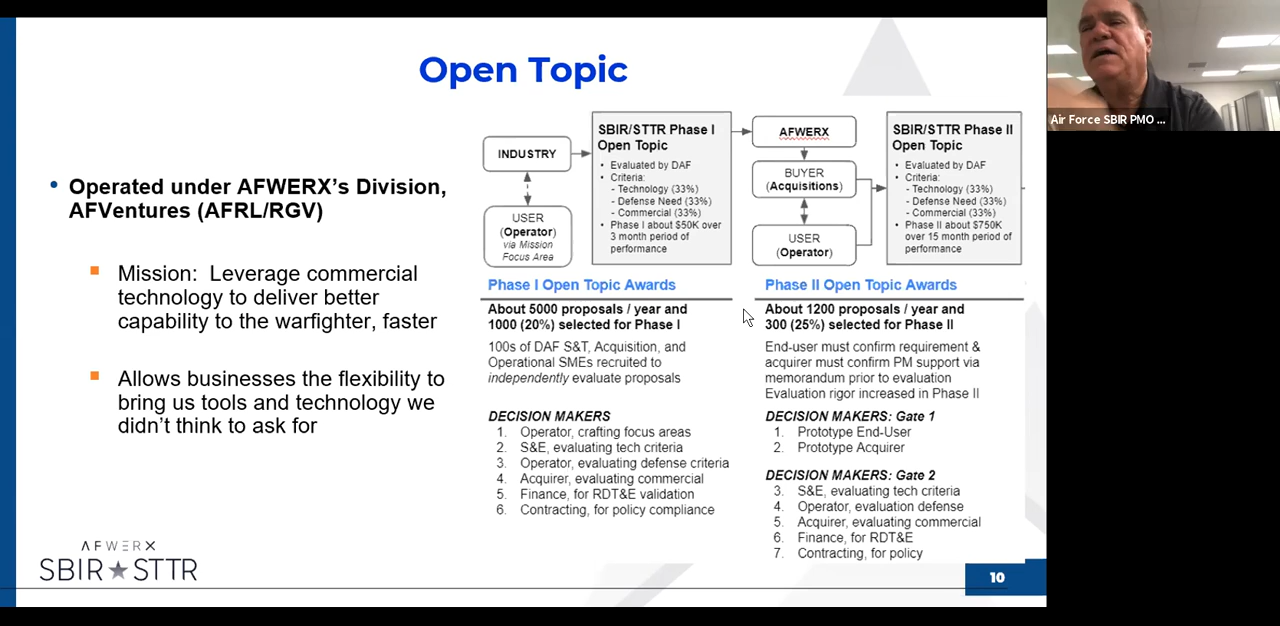 Open Topic
• Operated under AFWERX's Division,
AFVentures (AFRL/RGV)
Mission: Leverage commercial
technology to deliver better
capability to the warfighter, faster
Allows businesses the flexibility to
bring us tools and technology we
didn't think to ask for
INDUSTRY
USER
(Operator)
via Mission
Focus Area
SBIR/STTR Phase I
Open Topic
• Evaluated by DAF
• Criteria:
- Technology (33%)
- Defense Need (33%)
- Commercial (33%)
• Phase I about $50K over
3 month period of
performance
AFWERX
BUYER
(Acquisitions)
USER
(Operator)
SBIR/STTR Phase II
Open Topic
• Evaluated by DAF
• Criteria:
- Technology (33%)
- Defense Need (33%)
- Commercial (33%)
• Phase II about $750K
over 15 month period of
performance
Phase I Open Topic Awards
About 5000 proposals / year and
1000 (20%) selected for Phase I
100s of DAF S&T, Acquisition, and
Operational SMEs recruited to
independently evaluate proposals
DECISION MAKERS
1. Operator, crafting focus areas
2. S&E, evaluating tech criteria
3. Operator, evaluating defense criteria
4. Acquirer, evaluating commercial
5. Finance, for RDT&E validation
6. Contracting, for policy compliance
Phase II Open Topic Awards
About 1200 proposals / year and
300 (25%) selected for Phase II
End-user must confirm requirement &
acquirer must confirm PM support via
memorandum prior to evaluation
Evaluation rigor increased in Phase II
DECISION MAKERS: Gate 1
1. Prototype End-User
2. Prototype Acquirer
DECISION MAKERS: Gate 2
3. S&E, evaluating tech criteria
4. Operator, evaluation defense
5. Acquirer, evaluating commercial
6. Finance, for RDT&E
7. Contracting, for policy
AFWERX
SBIR★STTR
10
Air Force SBIR PMO ...